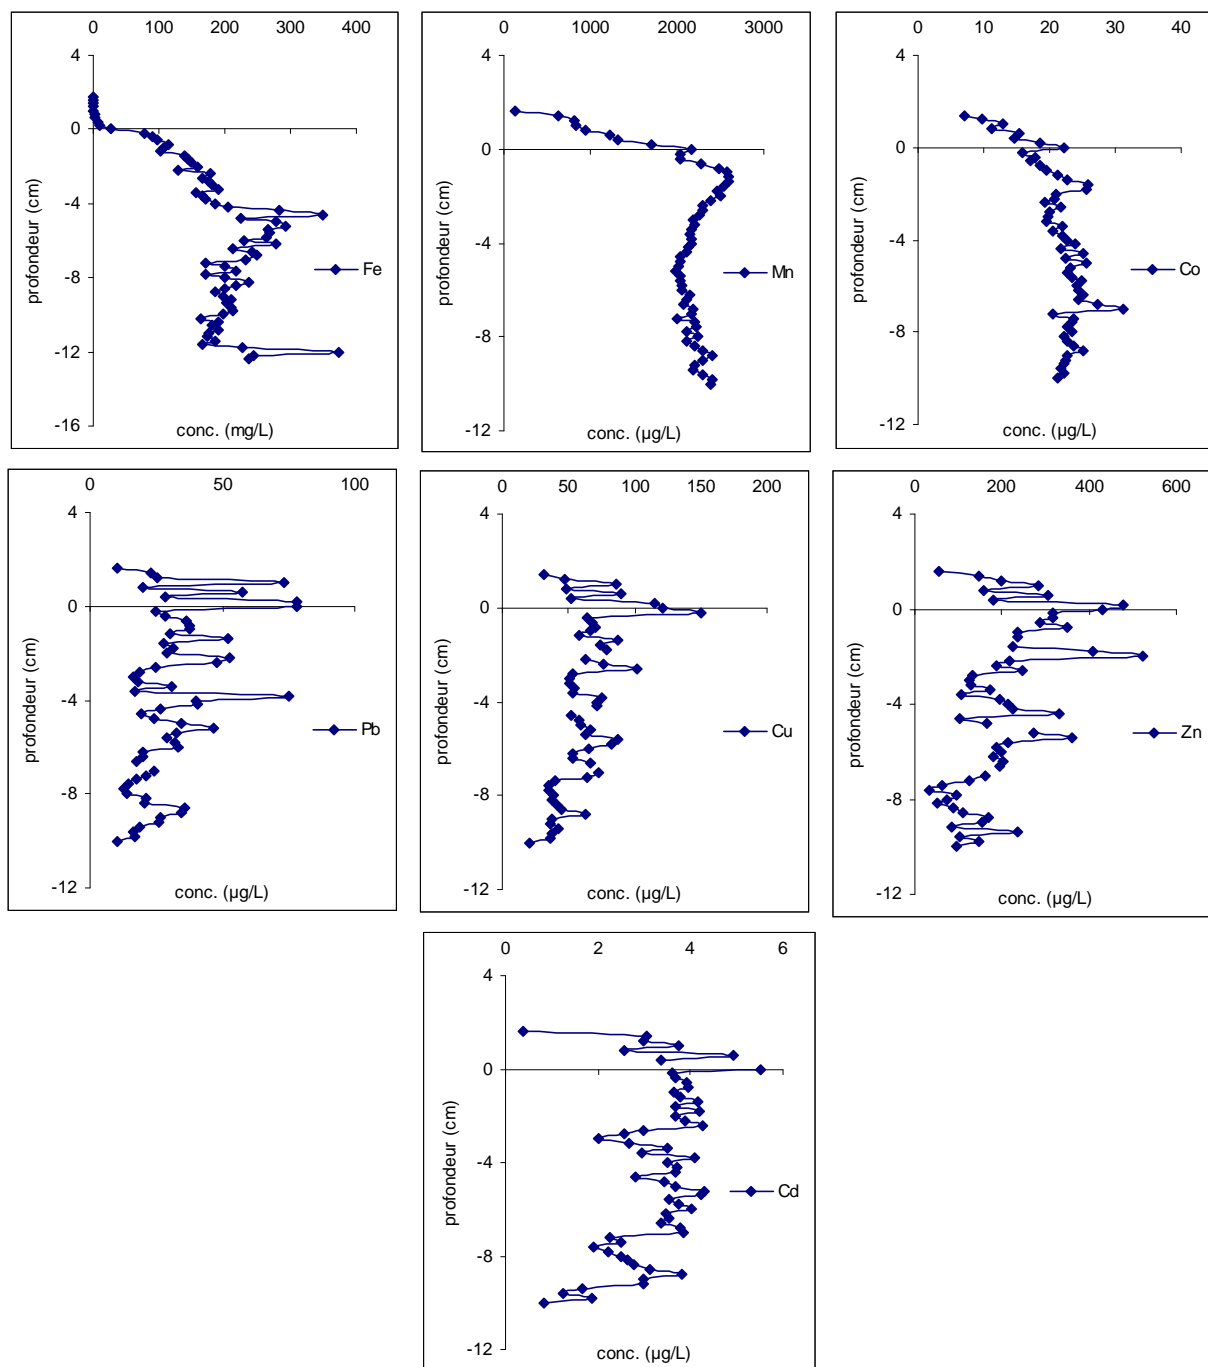 0 100 200 300 400
4
0
-4
-8
-12
-16
profondeur (cm)
conc. (mg/L)
Fe
0 1000 2000 3000
4
0
-4
-8
-12
profondeur (cm)
conc. (µg/L)
Mn
0 10 20 30 40
4
0
-4
-8
-12
profondeur (cm)
conc. (µg/L)
Co
0 50 100
4
0
-4
-8
-12
profondeur (cm)
conc. (µg/L)
Pb
0 50 100 150 200
4
0
-4
-8
-12
profondeur (cm)
conc. (µg/L)
Cu
0 200 400 600
4
0
-4
-8
-12
profondeur (cm)
conc. (µg/L)
Zn
0 2 4 6
4
0
-4
-8
-12
profondeur (cm)
conc. (µg/L)
Cd